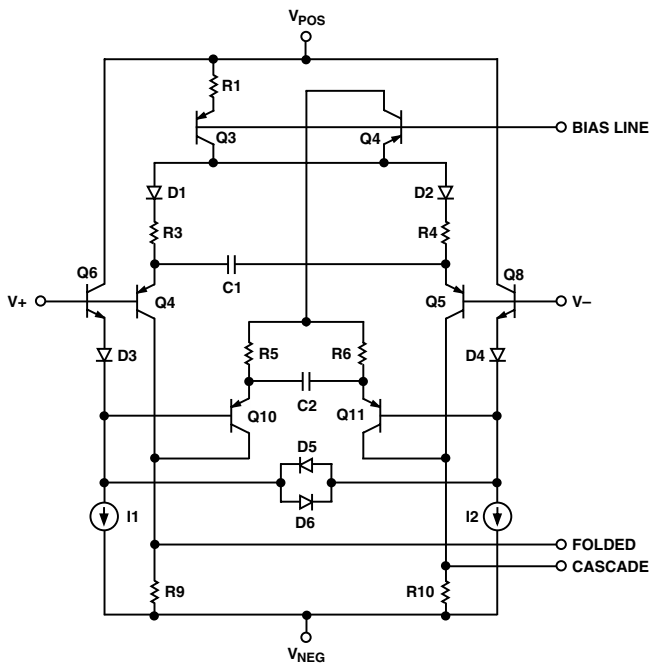 VPOS
R1
Q3
Q4
BIAS LINE
D1
D2
R3
R4
C1
Q6
Q8
V+
Q4
Q5
V–
D3
R5
R6
D4
C2
Q10
Q11
D5
D6
I1
I2
FOLDED
CASCADE
R9
R10
VNEG